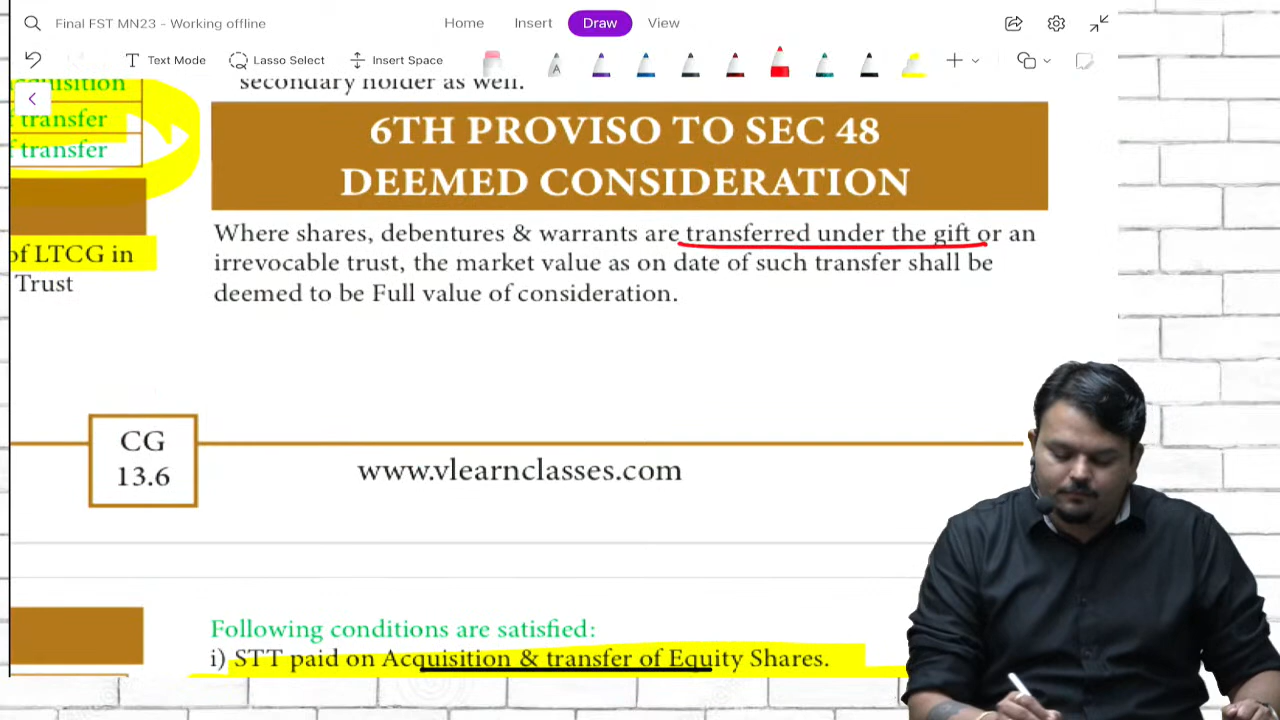 Final FST MN23 - Working offline
Home Insert Draw View
Text Mode Lasso Select Insert Space
quisition
f transfer
f transfer
of LTCG in
Trust
secondary holder as well.
6TH PROVISO TO SEC 48
DEEMED CONSIDERATION
Where shares, debentures & warrants are transferred under the gift or an
irrevocable trust, the market value as on date of such transfer shall be
deemed to be Full value of consideration.
CG
13.6
www.vlearnclasses.com
Following conditions are satisfied:
i) STT paid on Acquisition & transfer of Equity Shares.